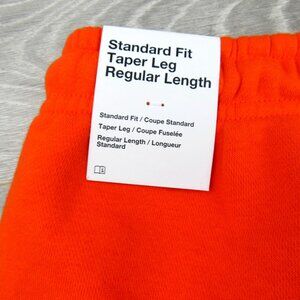 Standard Fit
Taper Leg
Regular Length
Standard Fit / Coupe Standard
Taper Leg / Coupe Fuselée
Regular Length / Longueur
Standard